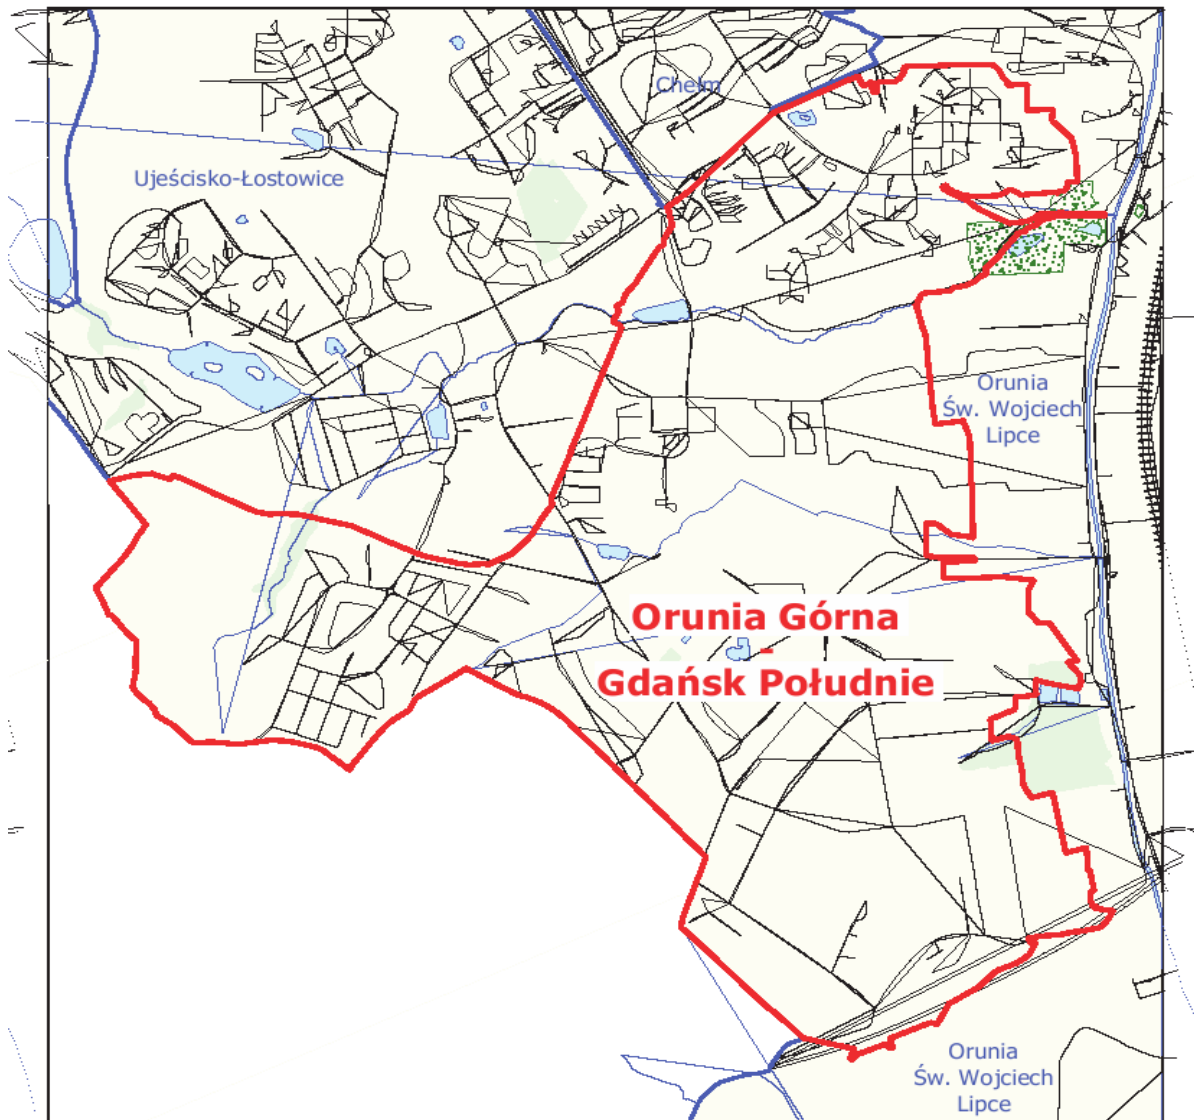 Chełm
Ujeścisko-Łostowice
Orunia
Św. Wojciech
Lipce
Orunia Górna
-
Gdańsk Południe
Orunia
Św. Wojciech
Lipce